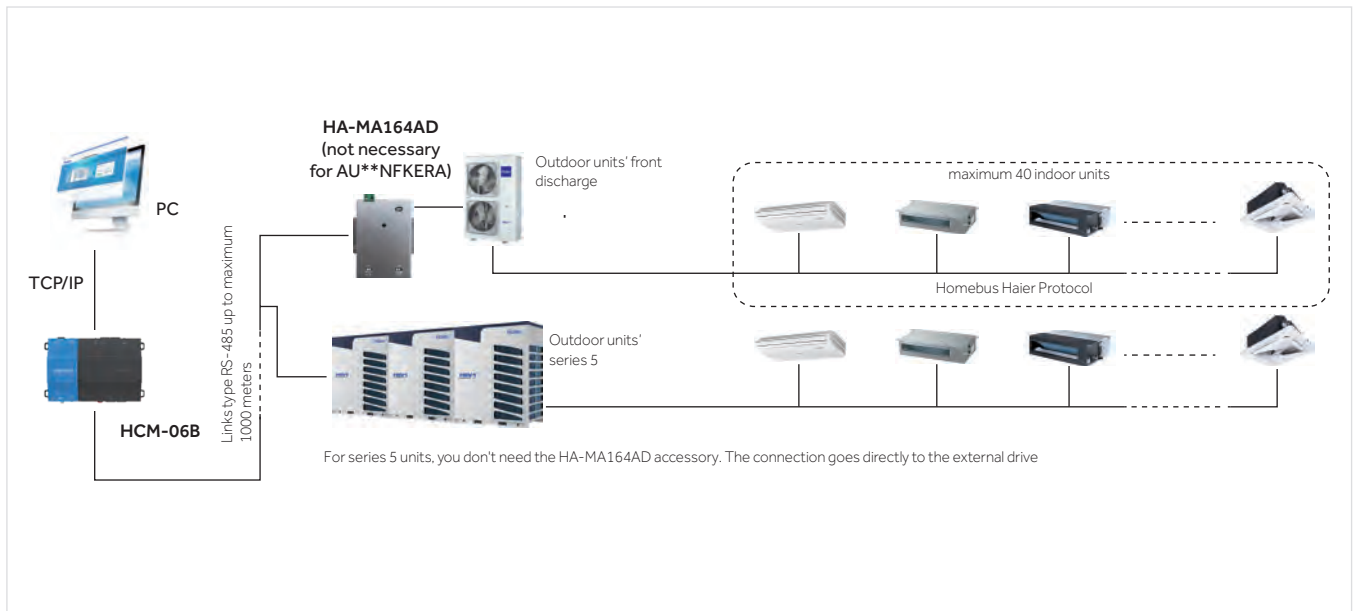 HA-MA164AD
(not necessary
for AU**NFKERA)
Outdoor units' front
discharge
maximum 40 indoor units
PC
TCP/IP
Links type RS-485 up to maximum
1000 meters
Homebus Haier Protocol
Outdoor units'
series 5
HCM-06B
For series 5 units, you don't need the HA-MA164AD accessory. The connection goes directly to the external drive